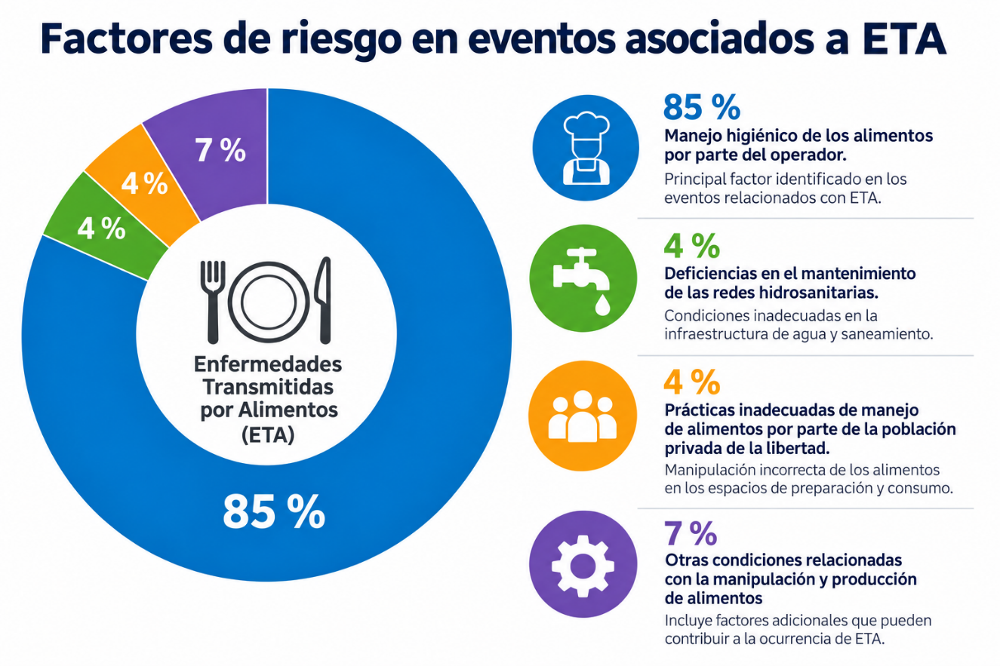 Factores de riesgo en eventos asociados a ETA
7 %
4 %
4 %
Enfermedades
Transmitidas
por Alimentos
(ETA)
85 %
85 %
Manejo higiénico de los alimentos
por parte del operador.
Principal factor identificado en los
eventos relacionados con ETA.
4 %
Deficiencias en el mantenimiento
de las redes hidrosanitarias.
Condiciones inadecuadas en la
infraestructura de agua y saneamiento.
4 %
Prácticas inadecuadas de manejo
de alimentos por parte de la población
privada de la libertad.
Manipulación incorrecta de los alimentos
en los espacios de preparación y consumo.
7 %
Otras condiciones relacionadas
con la manipulación y producción
de alimentos
Incluye factores adicionales que pueden
contribuir a la ocurrencia de ETA.